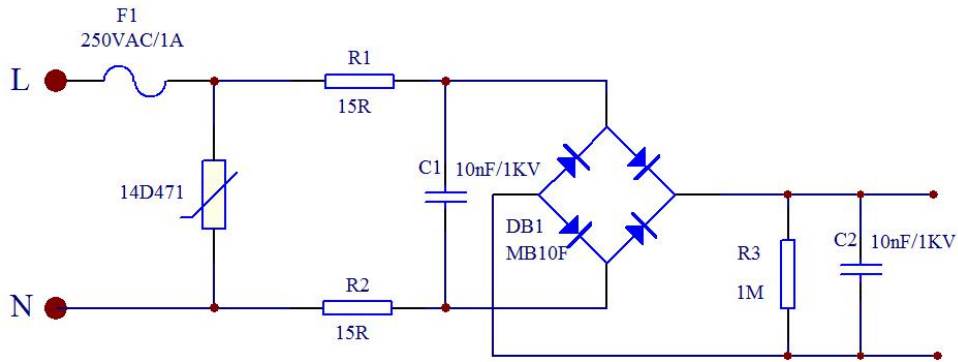 F1
250VAC/1A
L
R1
15R
14D471
C1
10nF/1KV
DB1
MB10F
R3
1M
C2
10nF/1KV
N
R2
15R